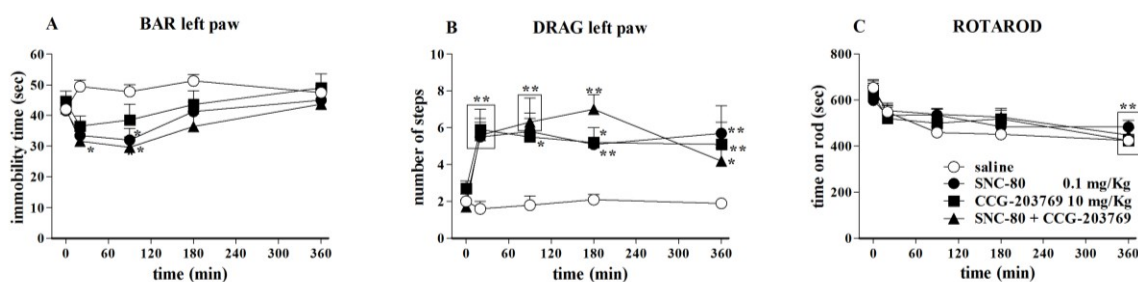 A
BAR left paw
immobility time (sec)
60
50
40
30
20
10
0
*
*
*
0 60 120 180 240 300 360
time (min)
B
DRAG left paw
number of steps
10
8
6
4
2
0
**
**
*
**
*
**
**
**
*
0 60 120 180 240 300 360
time (min)
C
ROTAROD
time on rod (sec)
800
600
400
200
0
**
saline
SNC-80 0.1 mg/Kg
CCG-203769 10 mg/Kg
SNC-80 + CCG-203769
0 60 120 180 240 300 360
time (min)